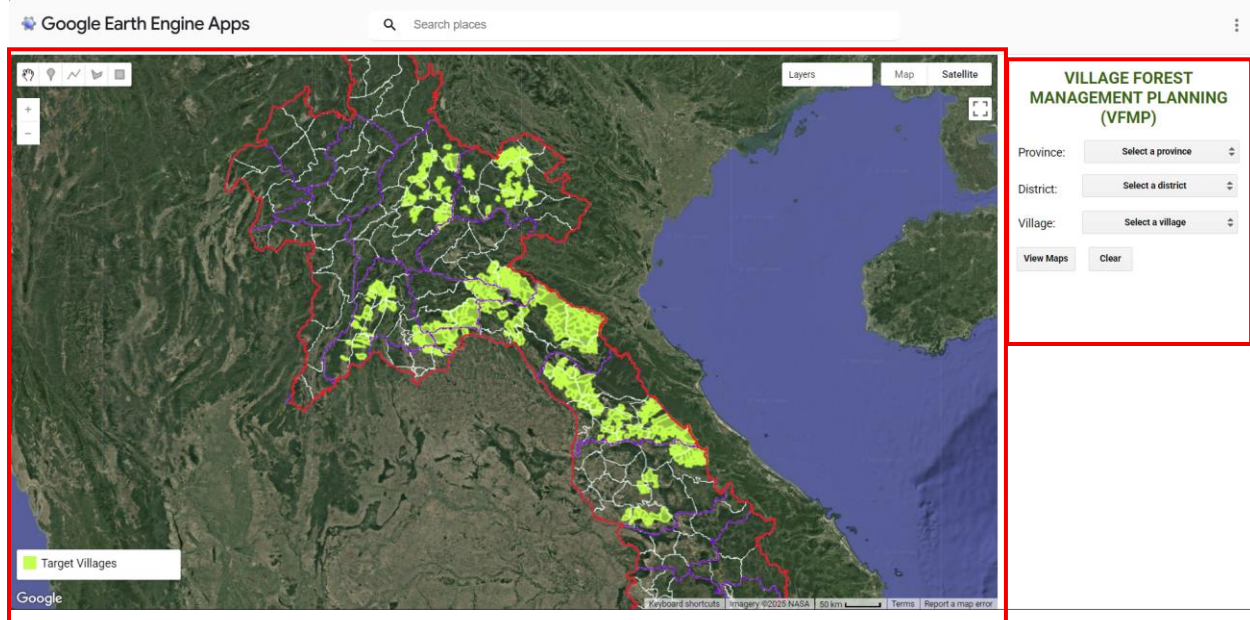 Google Earth Engine Apps
Search places
Layers
Map Satellite
+
−
Target Villages
Google
Keyboard shortcuts Imagery ©2025 NASA 50 km Terms Report a map error
VILLAGE FOREST
MANAGEMENT PLANNING
(VFMP)
Province: Select a province
District: Select a district
Village: Select a village
View Maps Clear